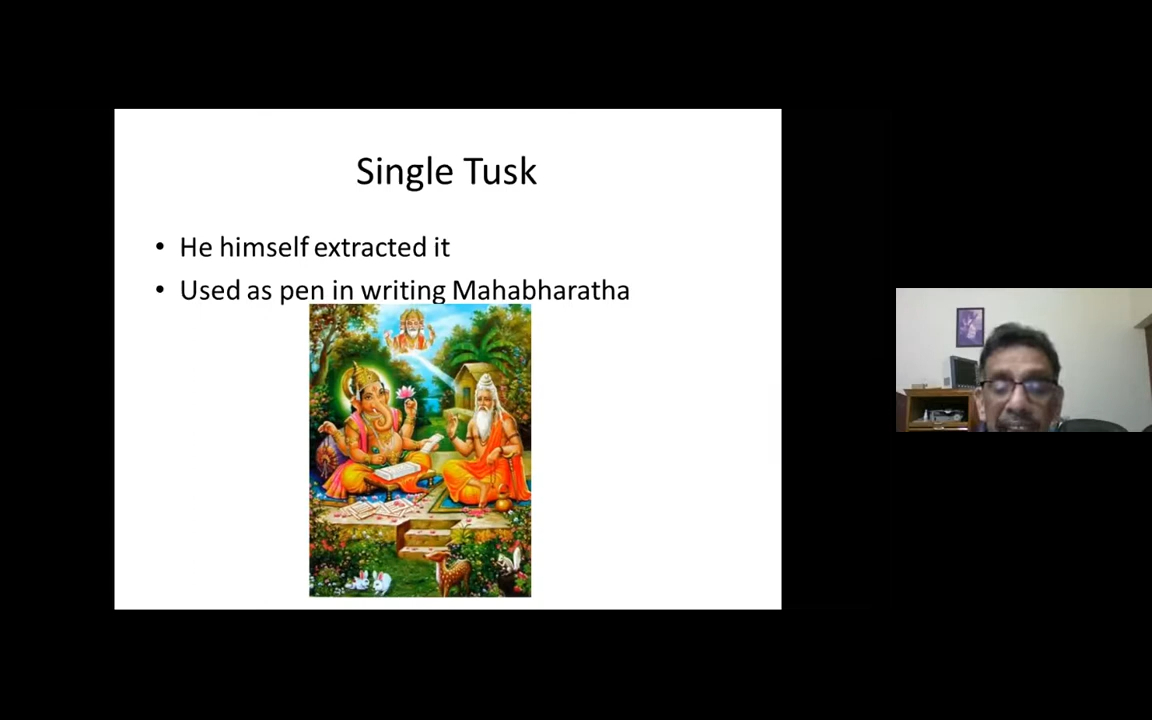 Single Tusk
• He himself extracted it
• Used as pen in writing Mahabharatha